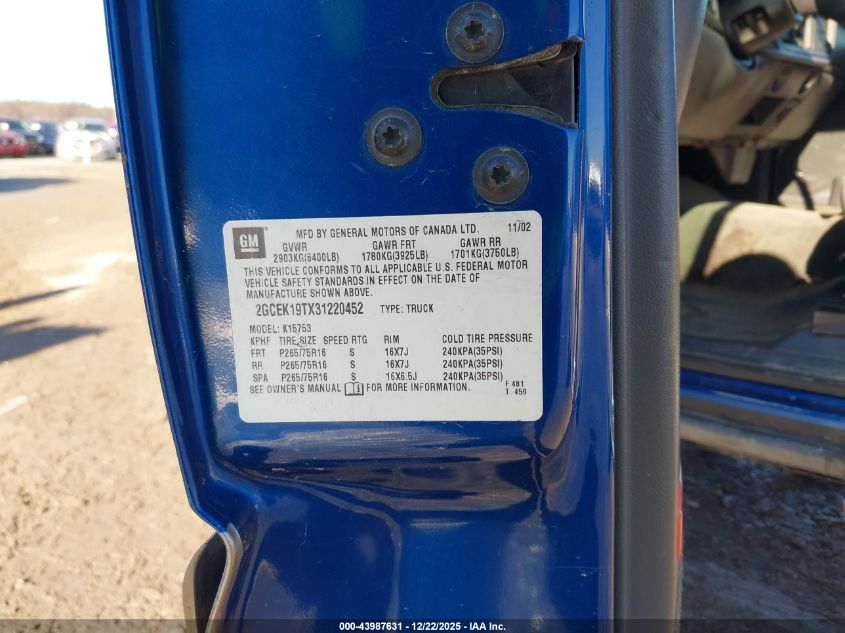 GM
MFD BY GENERAL MOTORS OF CANADA LTD. 11/02
GVWR GAWR FRT GAWR RR
2903KG(6400LB) 1780KG(3925LB) 1701KG(3750LB)
THIS VEHICLE CONFORMS TO ALL APPLICABLE U.S. FEDERAL MOTOR
VEHICLE SAFETY STANDARDS IN EFFECT ON THE DATE OF
MANUFACTURE SHOWN ABOVE.
2GCEK19TX31220452 TYPE: TRUCK
MODEL: K15753
KPHF TIRE SIZE SPEED RTG RIM COLD TIRE PRESSURE
FRT P265/75R16 S 16X7J 240KPA(35PSI)
RR P265/75R16 S 16X7J 240KPA(35PSI)
SPA P265/75R16 S 16X6.5J 240KPA(35PSI)
SEE OWNER'S MANUAL FOR MORE INFORMATION. F 481
T 459
000-43987631 - 12/22/2025 - IAA Inc.